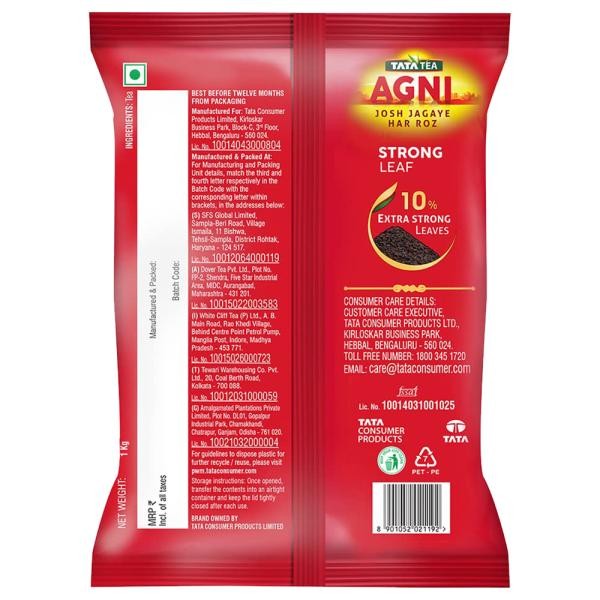 INGREDIENTS: Tea
NET WEIGHT: 1 Kg
Manufactured & Packed:
Batch Code:
MRP ₹
Incl. of all taxes
BEST BEFORE TWELVE MONTHS
FROM PACKAGING
Manufactured For: Tata Consumer
Products Limited, Kirloskar
Business Park, Block-C, 3rd Floor,
Hebbal, Bengaluru - 560 024.
Lic. No. 10014043000804
Manufactured & Packed At:
For Manufacturing and Packing
Unit details, match the third and
fourth letter respectively in the
Batch Code with the
corresponding letter within
brackets, in the addresses below:
(S) SFS Global Limited,
Sampla-Beri Road, Village
Ismaila, 11 Bishwa,
Tehsil-Sampla, District Rohtak,
Haryana - 124 517.
Lic. No. 10012064000119
(A) Dover Tea Pvt. Ltd., Plot No.
FP-2, Shendra, Five Star Industrial
Area, MIDC, Aurangabad,
Maharashtra - 431 201.
Lic. No. 10015022003583
(I) White Cliff Tea (P) Ltd., A. B.
Main Road, Rao Khedi Village,
Behind Centre Point Petrol Pump,
Manglia Post, Indore, Madhya
Pradesh - 453 771.
Lic. No. 10015026000723
(T) Tewari Warehousing Co. Pvt.
Ltd., 20, Coal Berth Road,
Kolkata - 700 088.
Lic. No. 10012031000059
(G) Amalgamated Plantations Private
Limited, Plot No. DL01, Gopalpur
Industrial Park, Chamakhandi,
Chatrapur, Ganjam, Odisha - 761 020.
Lic. No. 10021032000004
For guidelines to dispose plastic for
further recycle / reuse, please visit
pwm.tataconsumer.com
Storage instructions: Once opened,
transfer the contents into an airtight
container and keep the lid tightly
closed after each use.
BRAND OWNED BY
TATA CONSUMER PRODUCTS LIMITED
TATA TEA
AGNI
JOSH JAGAYE
HAR ROZ
STRONG
LEAF
10%
EXTRA STRONG
LEAVES
CONSUMER CARE DETAILS:
CUSTOMER CARE EXECUTIVE,
TATA CONSUMER PRODUCTS LTD.,
KIRLOSKAR BUSINESS PARK,
HEBBAL, BENGALURU - 560 024.
TOLL FREE NUMBER: 1800 345 1720
EMAIL: care@tataconsumer.com
fssai
Lic. No. 10014031001025
TATA
CONSUMER
PRODUCTS
TATA
7
PET - PE
8 901052 021192 >